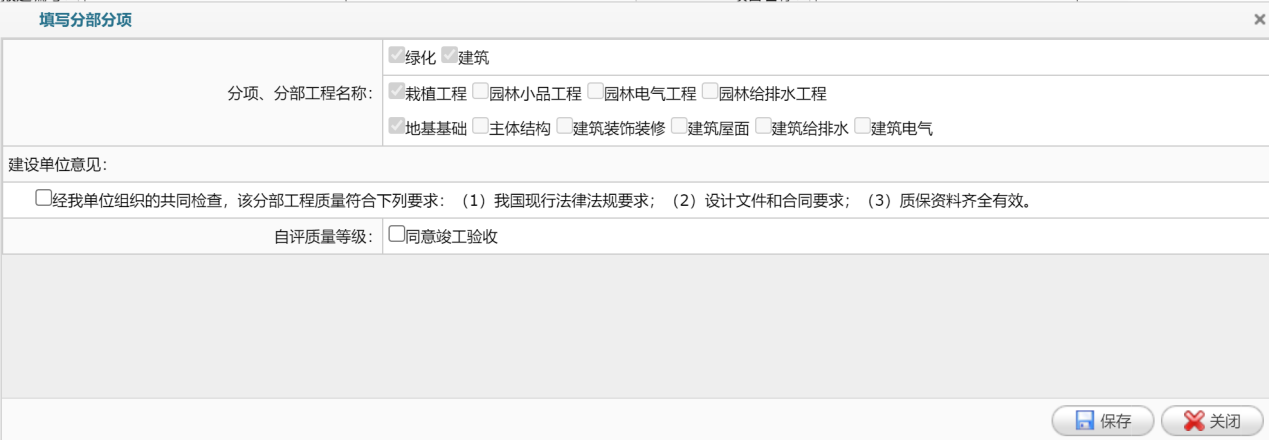 填写分部分项
绿化 建筑
分项、分部工程名称：
栽植工程 园林小品工程 园林电气工程 园林给排水工程
地基基础 主体结构 建筑装饰装修 建筑屋面 建筑给排水 建筑电气
建设单位意见：
经我单位组织的共同检查，该分部工程质量符合下列要求：（1）我国现行法律法规要求；（2）设计文件和合同要求；（3）质保资料齐全有效。
自评质量等级： 同意竣工验收
保存 关闭